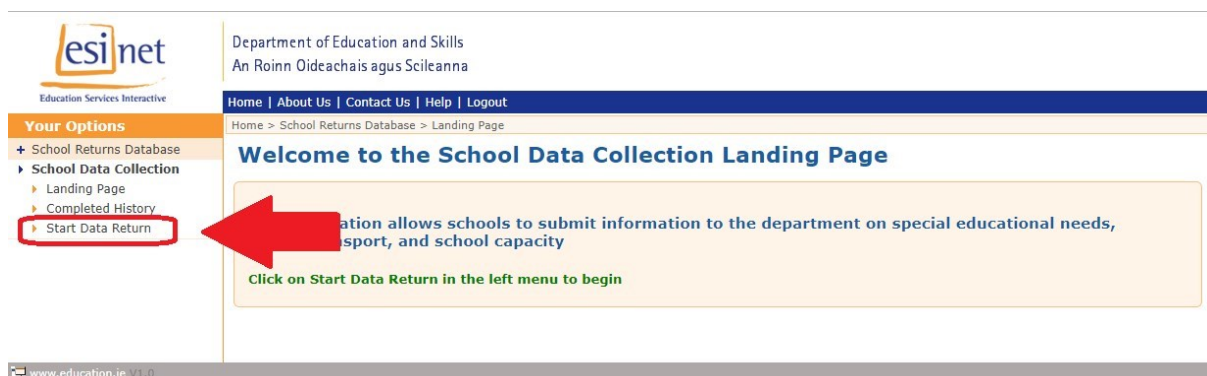 esinet
Education Services Interactive
Department of Education and Skills
An Roinn Oideachais agus Scileanna
Home | About Us | Contact Us | Help | Logout
Your Options
Home > School Returns Database > Landing Page
+ School Returns Database
School Data Collection
Landing Page
Completed History
Start Data Return
Welcome to the School Data Collection Landing Page
allows schools to submit information to the department on special educational needs,
and school capacity
Click on Start Data Return in the left menu to begin
www.education.ie V1.0